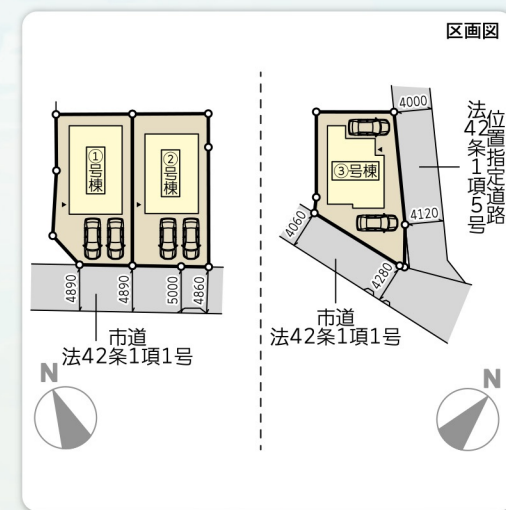 区画図
①
号
棟
②
号
棟
4890
4890
5000
4860
市道
法42条1項1号
N
4000
③号棟
位置指定道路
法42条1項5号
4120
4060
4280
市道
法42条1項1号
N